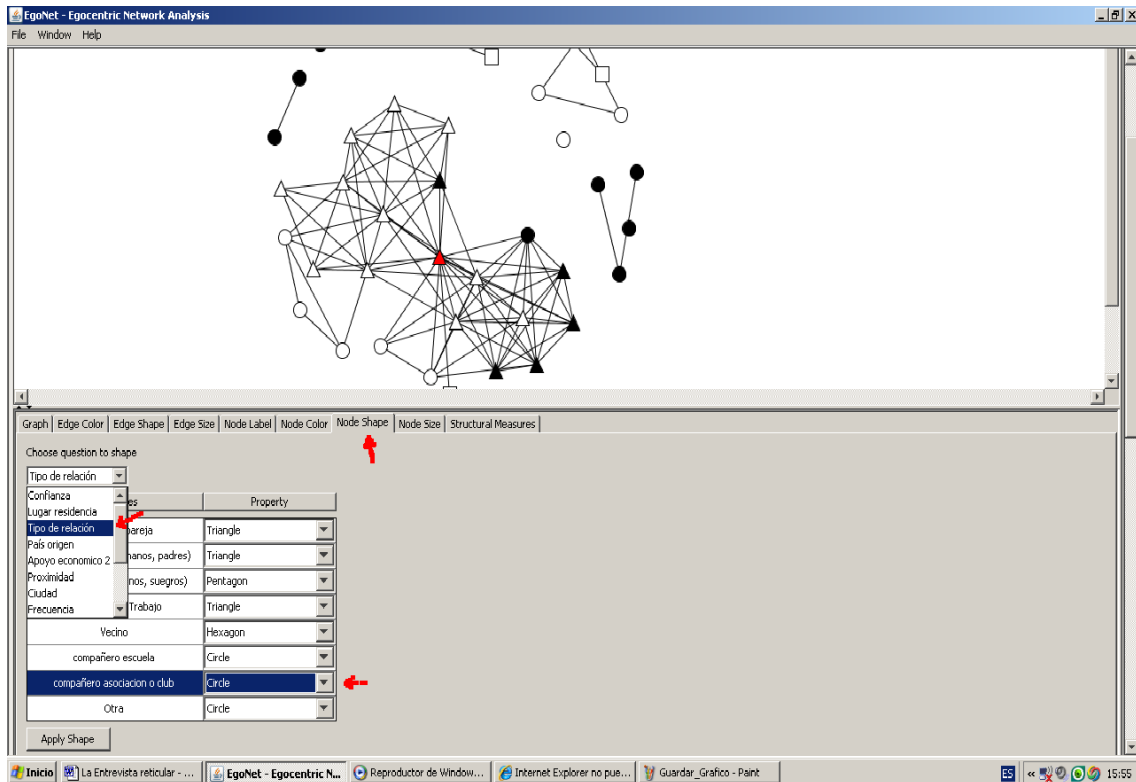 EgoNet - Egocentric Network Analysis
File Window Help
Graph Edge Color Edge Shape Edge Size Node Label Node Color Node Shape Node Size Structural Measures
Choose question to shape
Tipo de relación
Confianza
Lugar residencia
Tipo de relación
País origen
Apoyo economico 2
Proximidad
Ciudad
Frecuencia
es Property
pareja Triangle
nanos, padres) Triangle
nos, suegros) Pentagon
Trabajo Triangle
Vecino Hexagon
compañero escuela Circle
compañero asociacion o club Circle
Otra Circle
Apply Shape
Inicio La Entrevista reticular - ... EgoNet - Egocentric N... Reproductor de Window... Internet Explorer no pue... Guardar_Grafico - Paint ES « 15:55